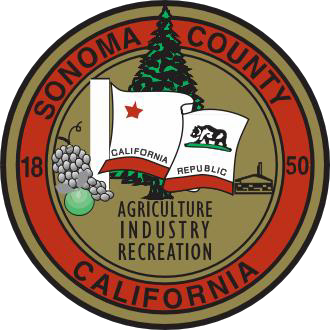 SONOMA COUNTY
18 50
CALIFORNIA REPUBLIC
AGRICULTURE
INDUSTRY
RECREATION
CALIFORNIA